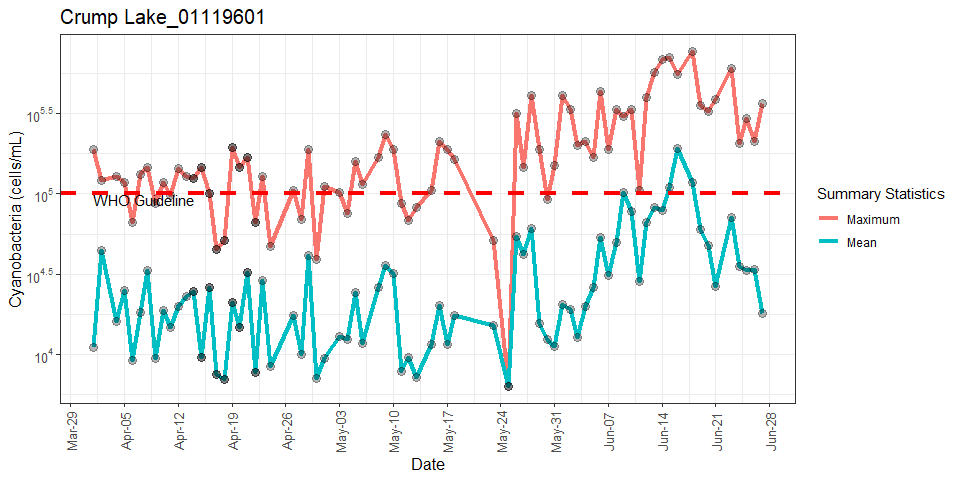 Crump Lake_01119601
Cyanobacteria (cells/mL)
10^5.5
10^5
10^4.5
10^4
WHO Guideline
Mar-29
Apr-05
Apr-12
Apr-19
Apr-26
May-03
May-10
May-17
May-24
May-31
Jun-07
Jun-14
Jun-21
Jun-28
Date
Summary Statistics
Maximum
Mean